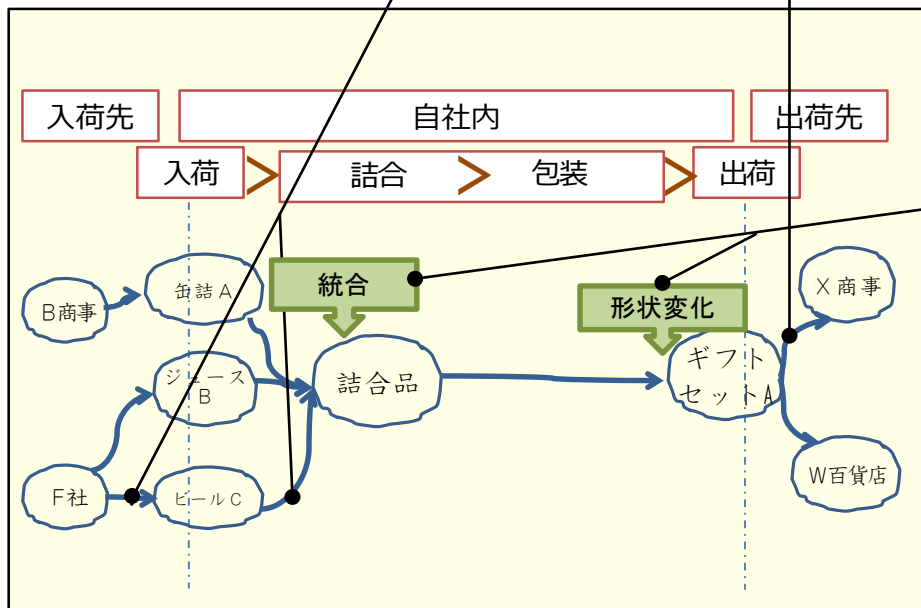 入荷先
自社内
出荷先
入荷
詰合
包装
出荷
統合
形状変化
B商事
缶詰A
X商事
ジュース
B
詰合品
ギフト
セットA
F社
ビールC
W百貨店